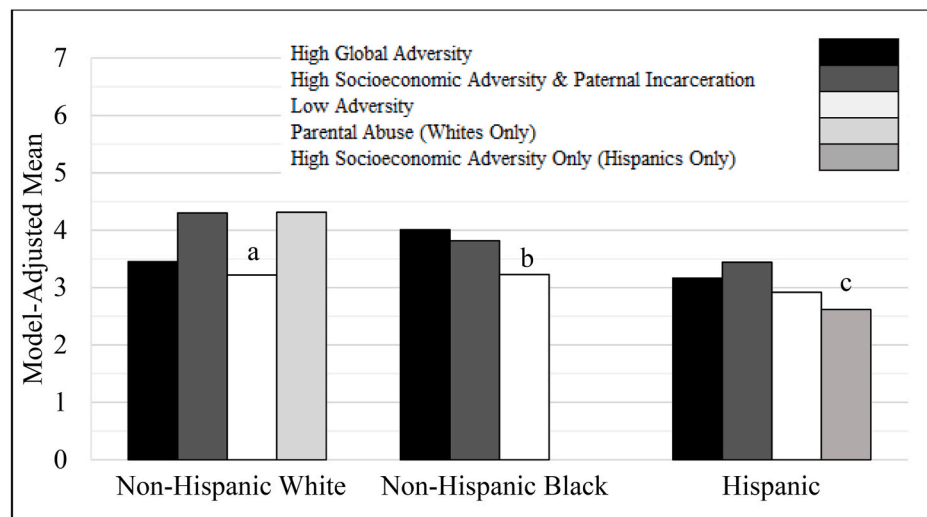 High Global Adversity
High Socioeconomic Adversity & Paternal Incarceration
Low Adversity
Parental Abuse (Whites Only)
High Socioeconomic Adversity Only (Hispanics Only)
Model-Adjusted Mean
7
6
5
4
3
2
1
0
a
b
c
Non-Hispanic White
Non-Hispanic Black
Hispanic